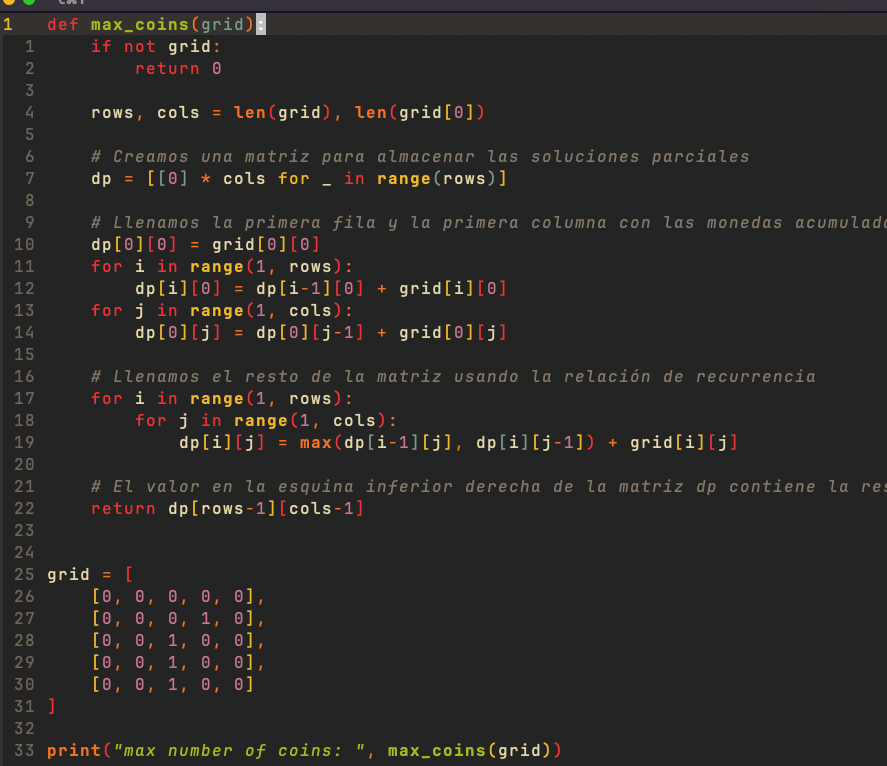 1 def max_coins(grid):
1 if not grid:
2 return 0
3
4 rows, cols = len(grid), len(grid[0])
5
6 # Creamos una matriz para almacenar las soluciones parciales
7 dp = [[0] * cols for _ in range(rows)]
8
9 # Llenamos la primera fila y la primera columna con las monedas
10 dp[0][0] = grid[0][0]
11 for i in range(1, rows):
12 dp[i][0] = dp[i-1][0] + grid[i][0]
13 for j in range(1, cols):
14 dp[0][j] = dp[0][j-1] + grid[0][j]
15
16 # Llenamos el resto de la matriz usando la relación de recurrencia
17 for i in range(1, rows):
18 for j in range(1, cols):
19 dp[i][j] = max(dp[i-1][j], dp[i][j-1]) + grid[i][j]
20
21 # El valor en la esquina inferior derecha de la matriz dp contiene la
22 return dp[rows-1][cols-1]
23
24
25 grid = [
26 [0, 0, 0, 0, 0],
27 [0, 0, 0, 1, 0],
28 [0, 0, 1, 0, 0],
29 [0, 0, 1, 0, 0],
30 [0, 0, 1, 0, 0]
31 ]
32
33 print("max number of coins: ", max_coins(grid))